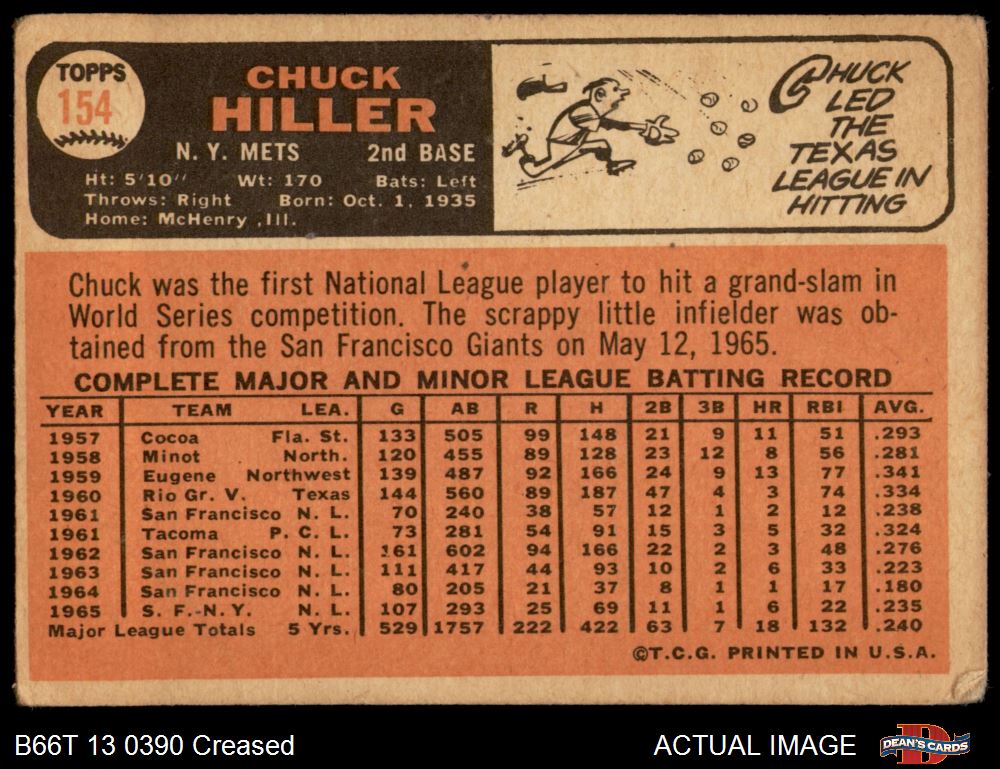 TOPPS
154
CHUCK
HILLER
N. Y. METS 2nd BASE
Ht: 5'10" Wt: 170 Bats: Left
Throws: Right Born: Oct. 1, 1935
Home: McHenry ,Ill.
CHUCK
LED
THE
TEXAS
LEAGUE IN
HITTING
Chuck was the first National League player to hit a grand-slam in
World Series competition. The scrappy little infielder was ob-
tained from the San Francisco Giants on May 12, 1965.
COMPLETE MAJOR AND MINOR LEAGUE BATTING RECORD
YEAR TEAM LEA. G AB R H 2B 3B HR RBI AVG.
1957 Cocoa Fla. St. 133 505 99 148 21 9 11 51 .293
1958 Minot North. 120 455 89 128 23 12 8 56 .281
1959 Eugene Northwest 139 487 92 166 24 9 13 77 .341
1960 Rio Gr. V. Texas 144 560 89 187 47 4 3 74 .334
1961 San Francisco N. L. 70 240 38 57 12 1 2 12 .238
1961 Tacoma P. C. L. 73 281 54 91 15 3 5 32 .324
1962 San Francisco N. L. 161 602 94 166 22 2 3 48 .276
1963 San Francisco N. L. 111 417 44 93 10 2 6 33 .223
1964 San Francisco N. L. 80 205 21 37 8 1 1 17 .180
1965 S. F.-N. Y. N. L. 107 293 25 69 11 1 6 22 .235
Major League Totals 5 Yrs. 529 1757 222 422 63 7 18 132 .240
©T.C.G. PRINTED IN U.S.A.
B66T 13 0390 Creased ACTUAL IMAGE
DEAN'S CARDS